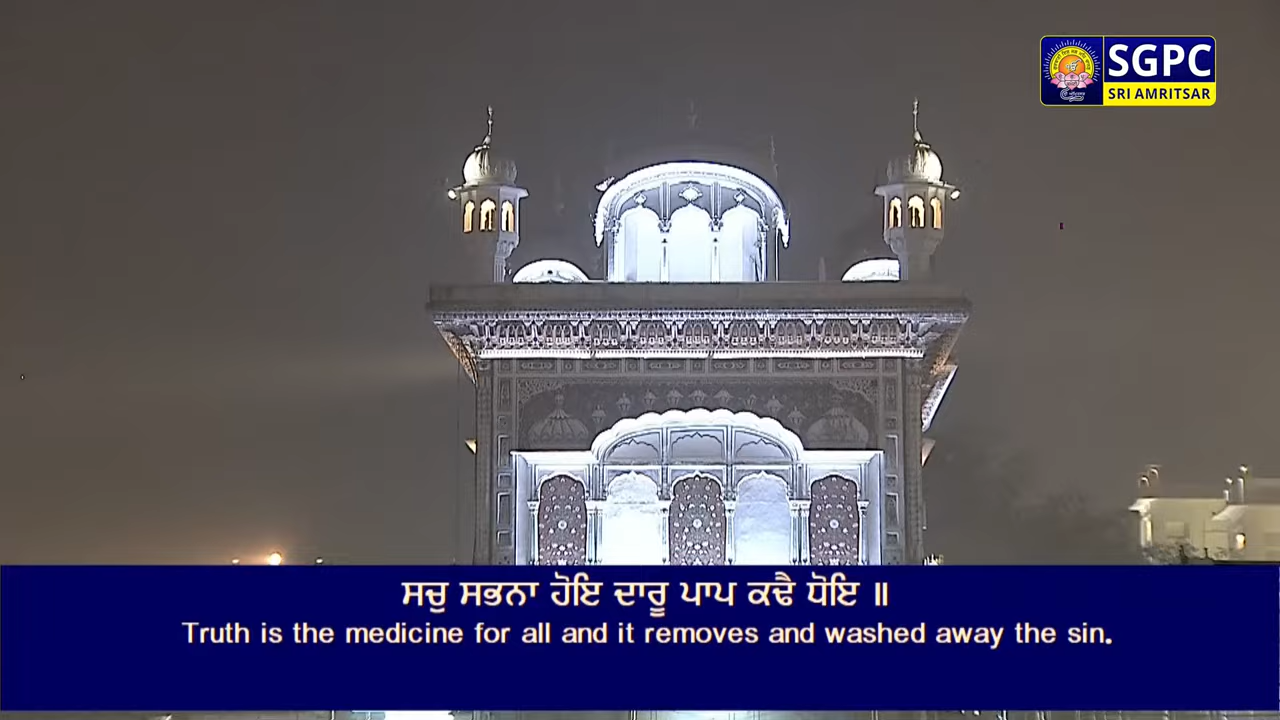 SGPC
SRI AMRITSAR
ਸਚੁ ਸਭਨਾ ਹੋਇ ਦਾਰੂ ਪਾਪ ਕਢੈ ਧੋਇ ॥
Truth is the medicine for all and it removes and washed away the sin.